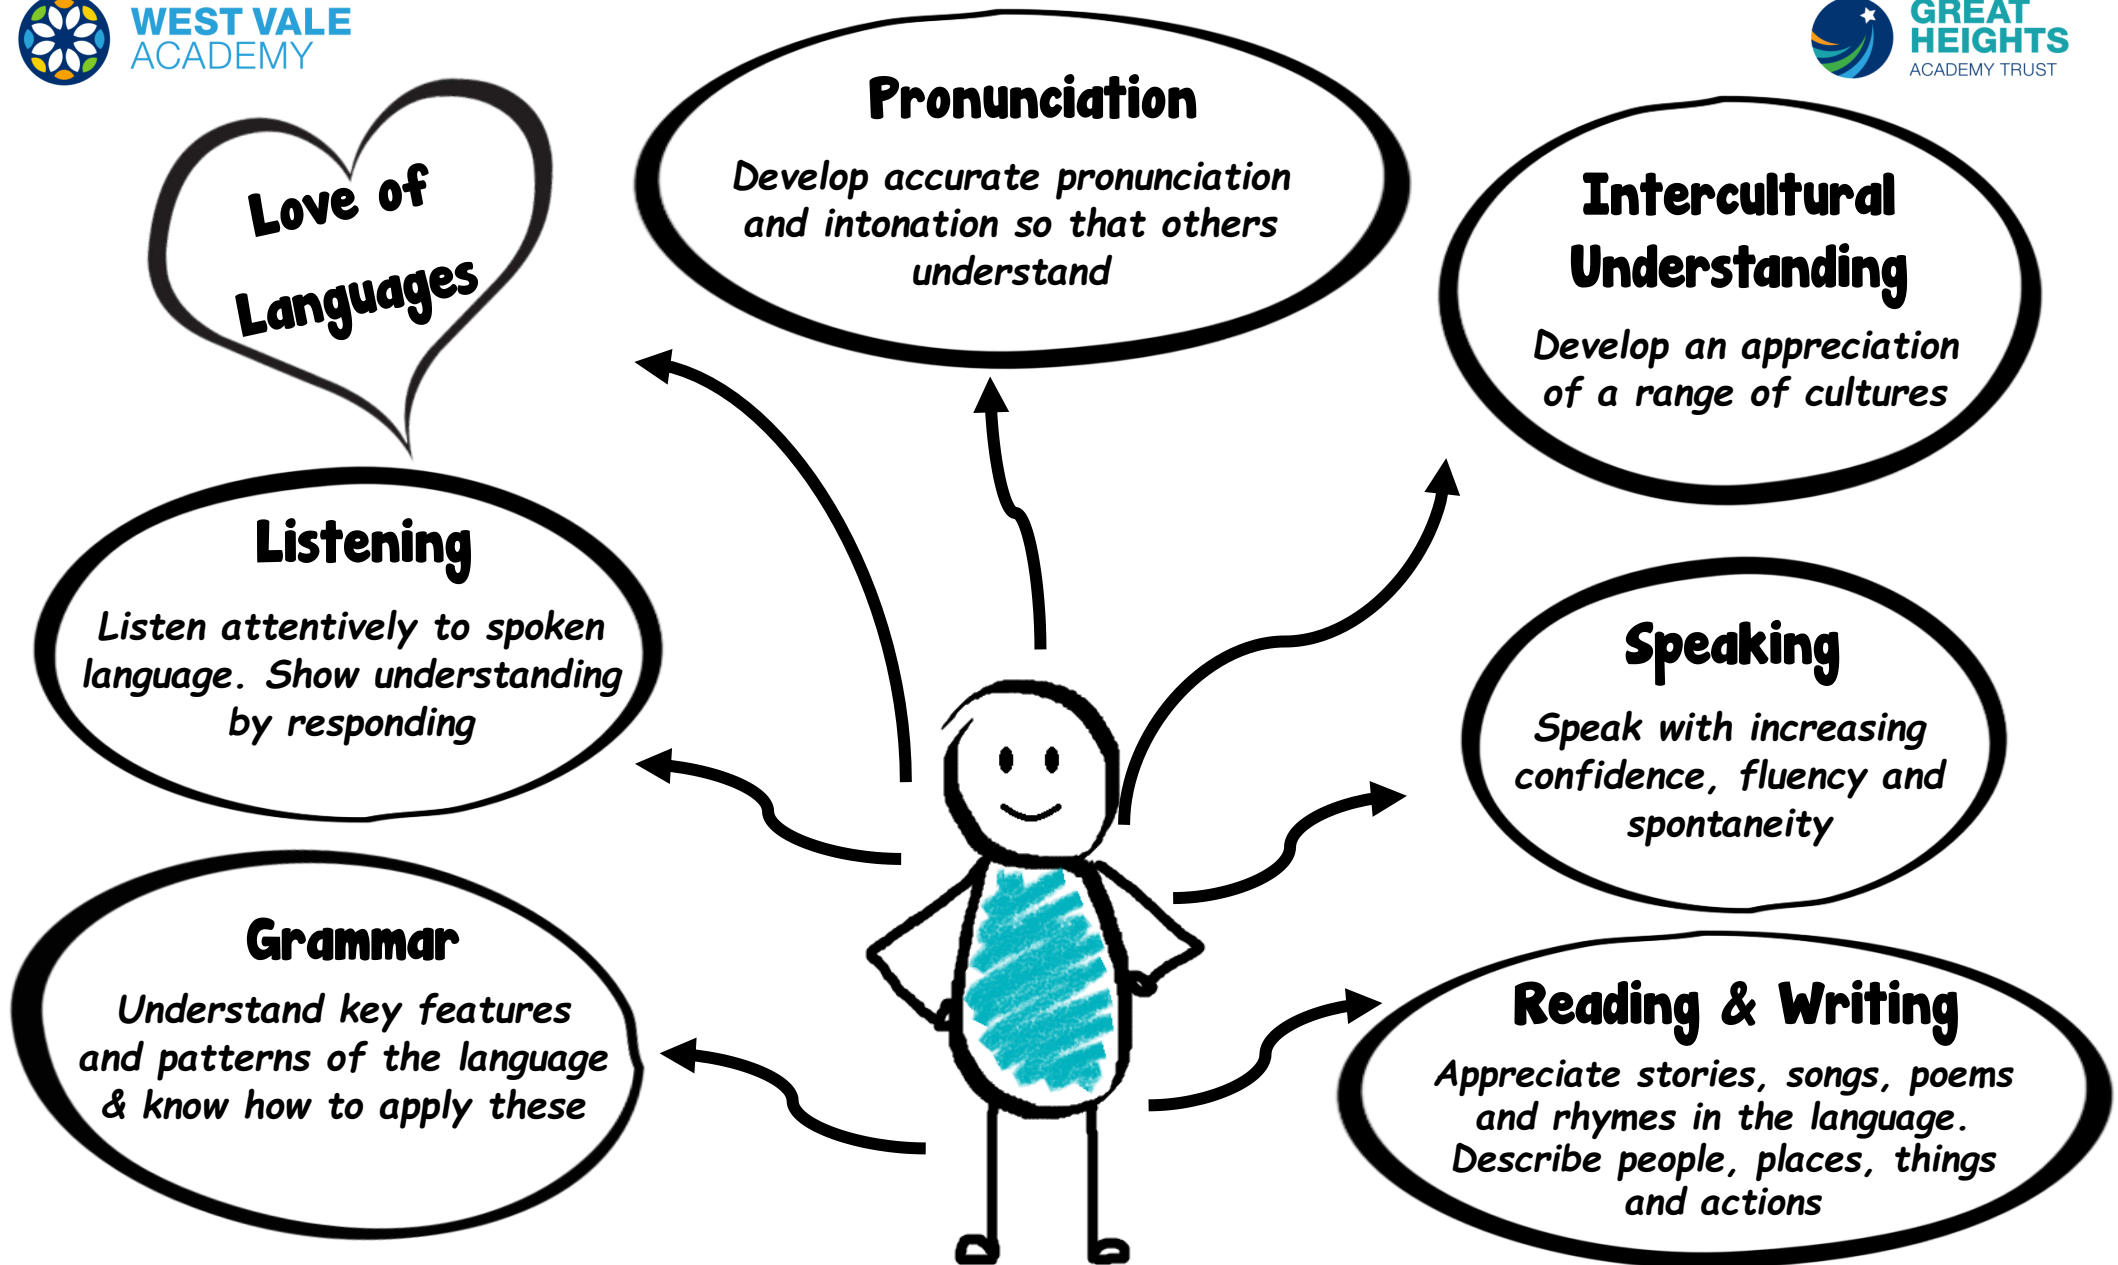 WEST VALE
ACADEMY
GREAT
HEIGHTS
ACADEMY TRUST
Love of
Languages
Pronunciation
Develop accurate pronunciation
and intonation so that others
understand
Intercultural
Understanding
Develop an appreciation
of a range of cultures
Listening
Listen attentively to spoken
language. Show understanding
by responding
Speaking
Speak with increasing
confidence, fluency and
spontaneity
Grammar
Understand key features
and patterns of the language
& know how to apply these
Reading & Writing
Appreciate stories, songs, poems
and rhymes in the language.
Describe people, places, things
and actions